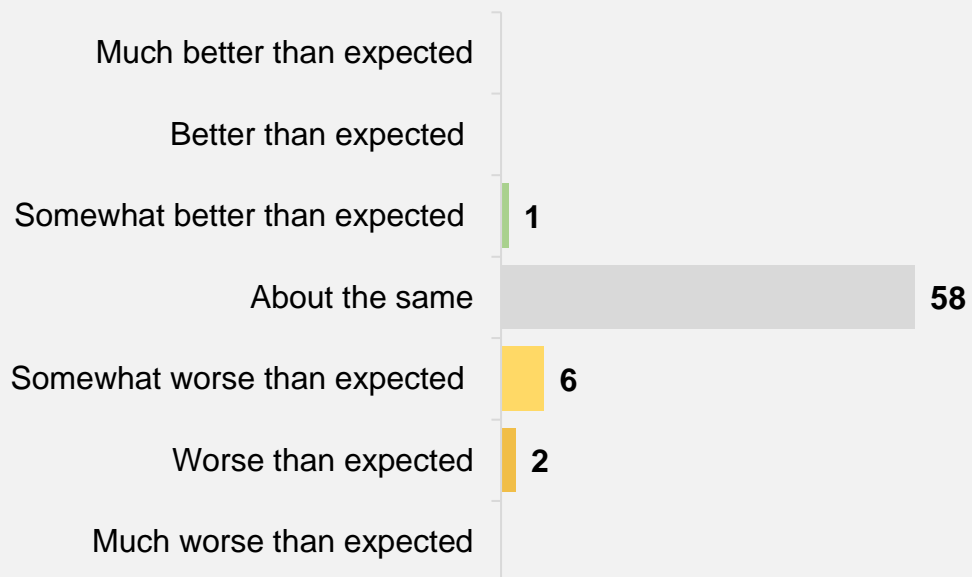 Much better than expected
Better than expected
Somewhat better than expected 1
About the same 58
Somewhat worse than expected 6
Worse than expected 2
Much worse than expected